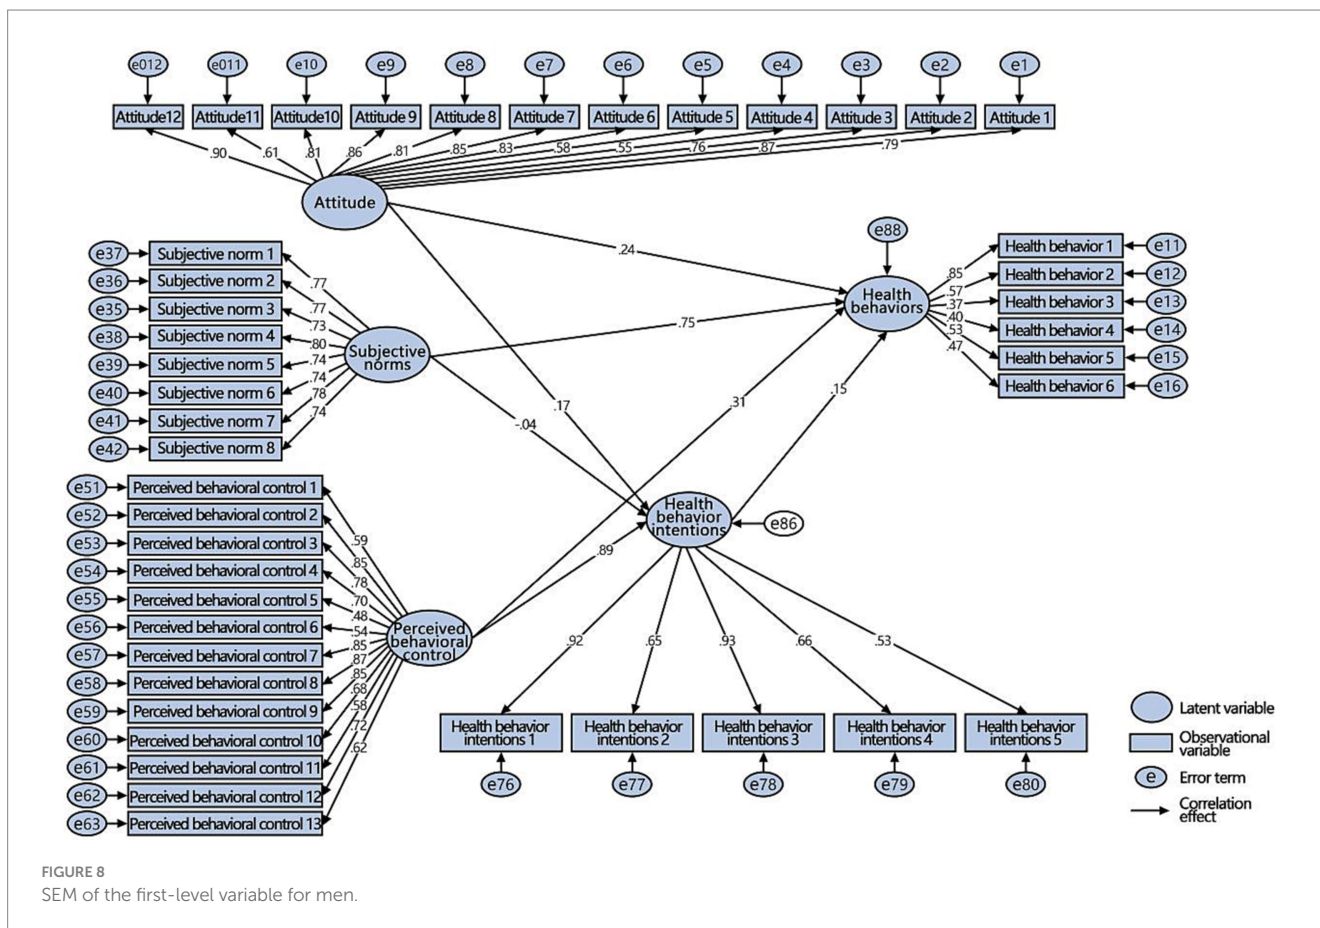 e012 e011 e10 e9 e8 e7 e6 e5 e4 e3 e2 e1
Attitude12 Attitude11 Attitude10 Attitude 9 Attitude 8 Attitude 7 Attitude 6 Attitude 5 Attitude 4 Attitude 3 Attitude 2 Attitude 1
.90 .61 .81 .86 .81 .85 .83 .58 .55 .76 .87 .79
Attitude
e37 Subjective norm 1
e36 Subjective norm 2
e35 Subjective norm 3
e38 Subjective norm 4
e39 Subjective norm 5
e40 Subjective norm 6
e41 Subjective norm 7
e42 Subjective norm 8
.77
.77
.73
.80
.74
.74
.78
.74
Subjective
norms
.24
.75
.17
-.04
.31
.15
.89
e88
Health
behaviors
.85
.57
.37
.40
.53
.47
Health behavior 1 e11
Health behavior 2 e12
Health behavior 3 e13
Health behavior 4 e14
Health behavior 5 e15
Health behavior 6 e16
e51 Perceived behavioral control 1
e52 Perceived behavioral control 2
e53 Perceived behavioral control 3
e54 Perceived behavioral control 4
e55 Perceived behavioral control 5
e56 Perceived behavioral control 6
e57 Perceived behavioral control 7
e58 Perceived behavioral control 8
e59 Perceived behavioral control 9
e60 Perceived behavioral control 10
e61 Perceived behavioral control 11
e62 Perceived behavioral control 12
e63 Perceived behavioral control 13
.59
.85
.78
.70
.48
.54
.85
.87
.85
.68
.58
.72
.62
Perceived
behavioral
control
Health
behavior
intentions
e86
.92 .65 .93 .66 .53
Health behavior
intentions 1
Health behavior
intentions 2
Health behavior
intentions 3
Health behavior
intentions 4
Health behavior
intentions 5
e76 e77 e78 e79 e80
Latent variable
Observational
variable
e Error term
Correlation
effect
FIGURE 8
SEM of the first-level variable for men.